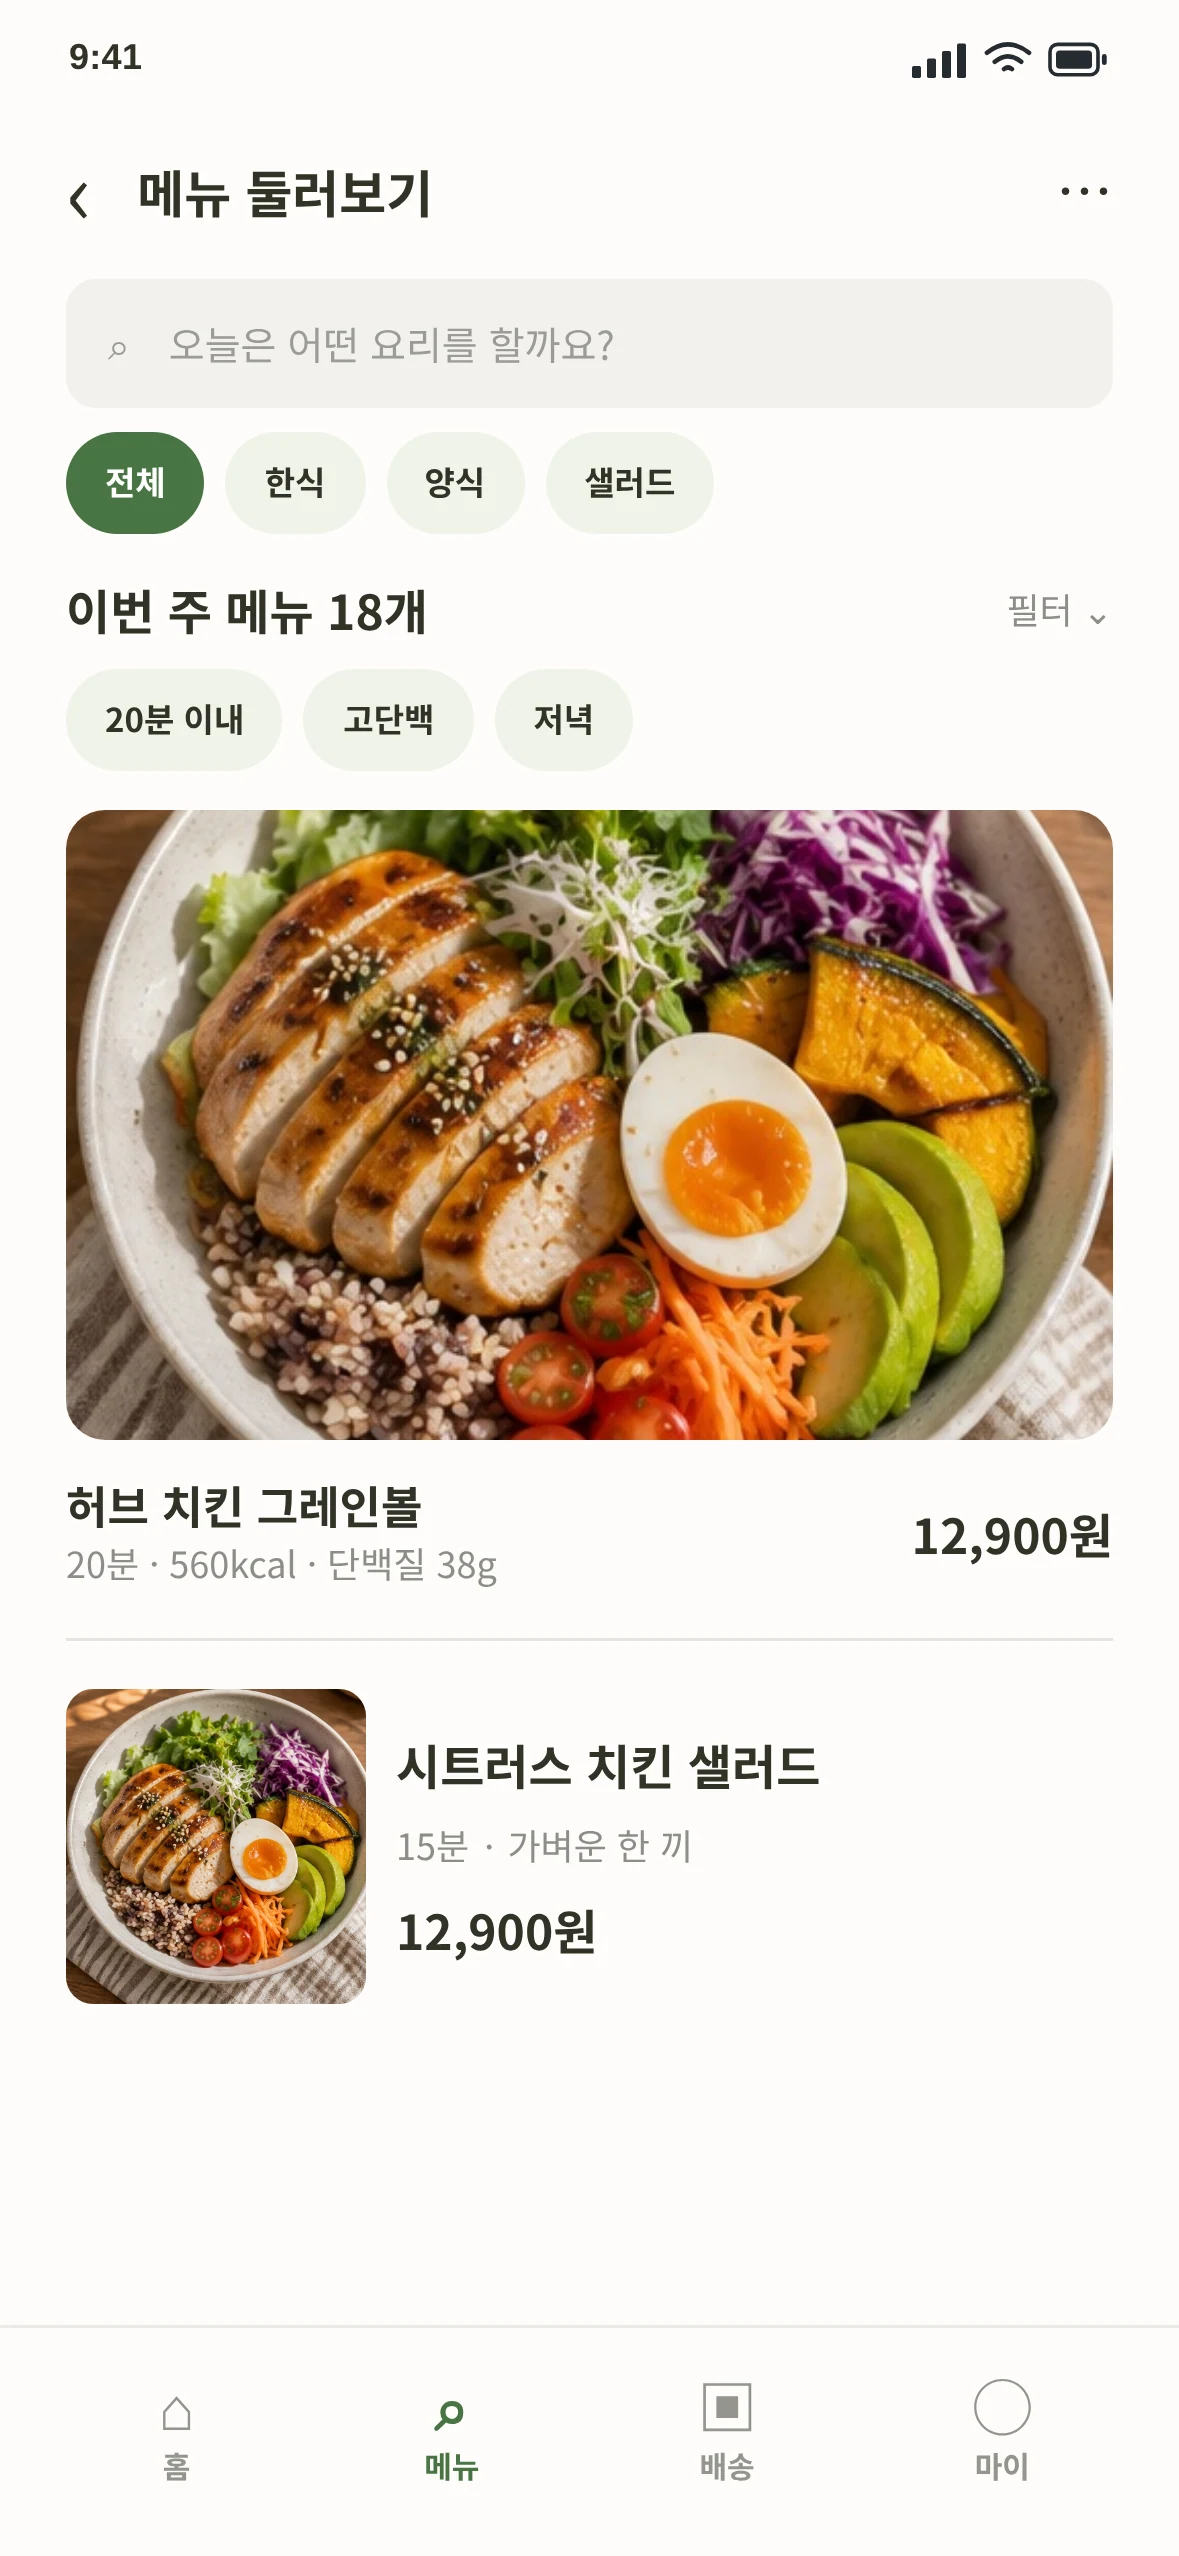 9:41
메뉴 둘러보기
오늘은 어떤 요리를 할까요?
전체 한식 양식 샐러드
이번 주 메뉴 18개 필터
20분 이내 고단백 저녁
허브 치킨 그레인볼
12,900원
20분 · 560kcal · 단백질 38g
시트러스 치킨 샐러드
15분 · 가벼운 한 끼
12,900원
홈 메뉴 배송 마이